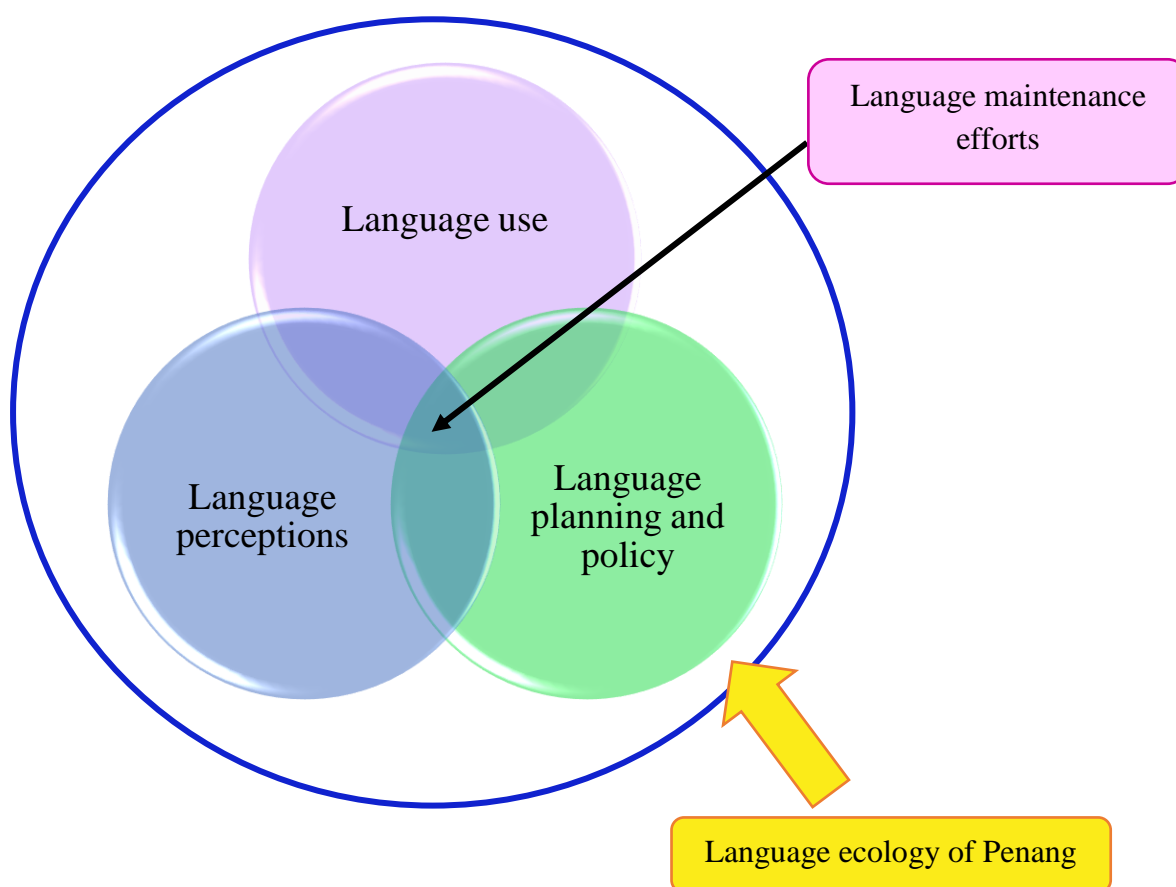 Language maintenance
efforts
Language use
Language
perceptions
Language
planning and
policy
Language ecology of Penang